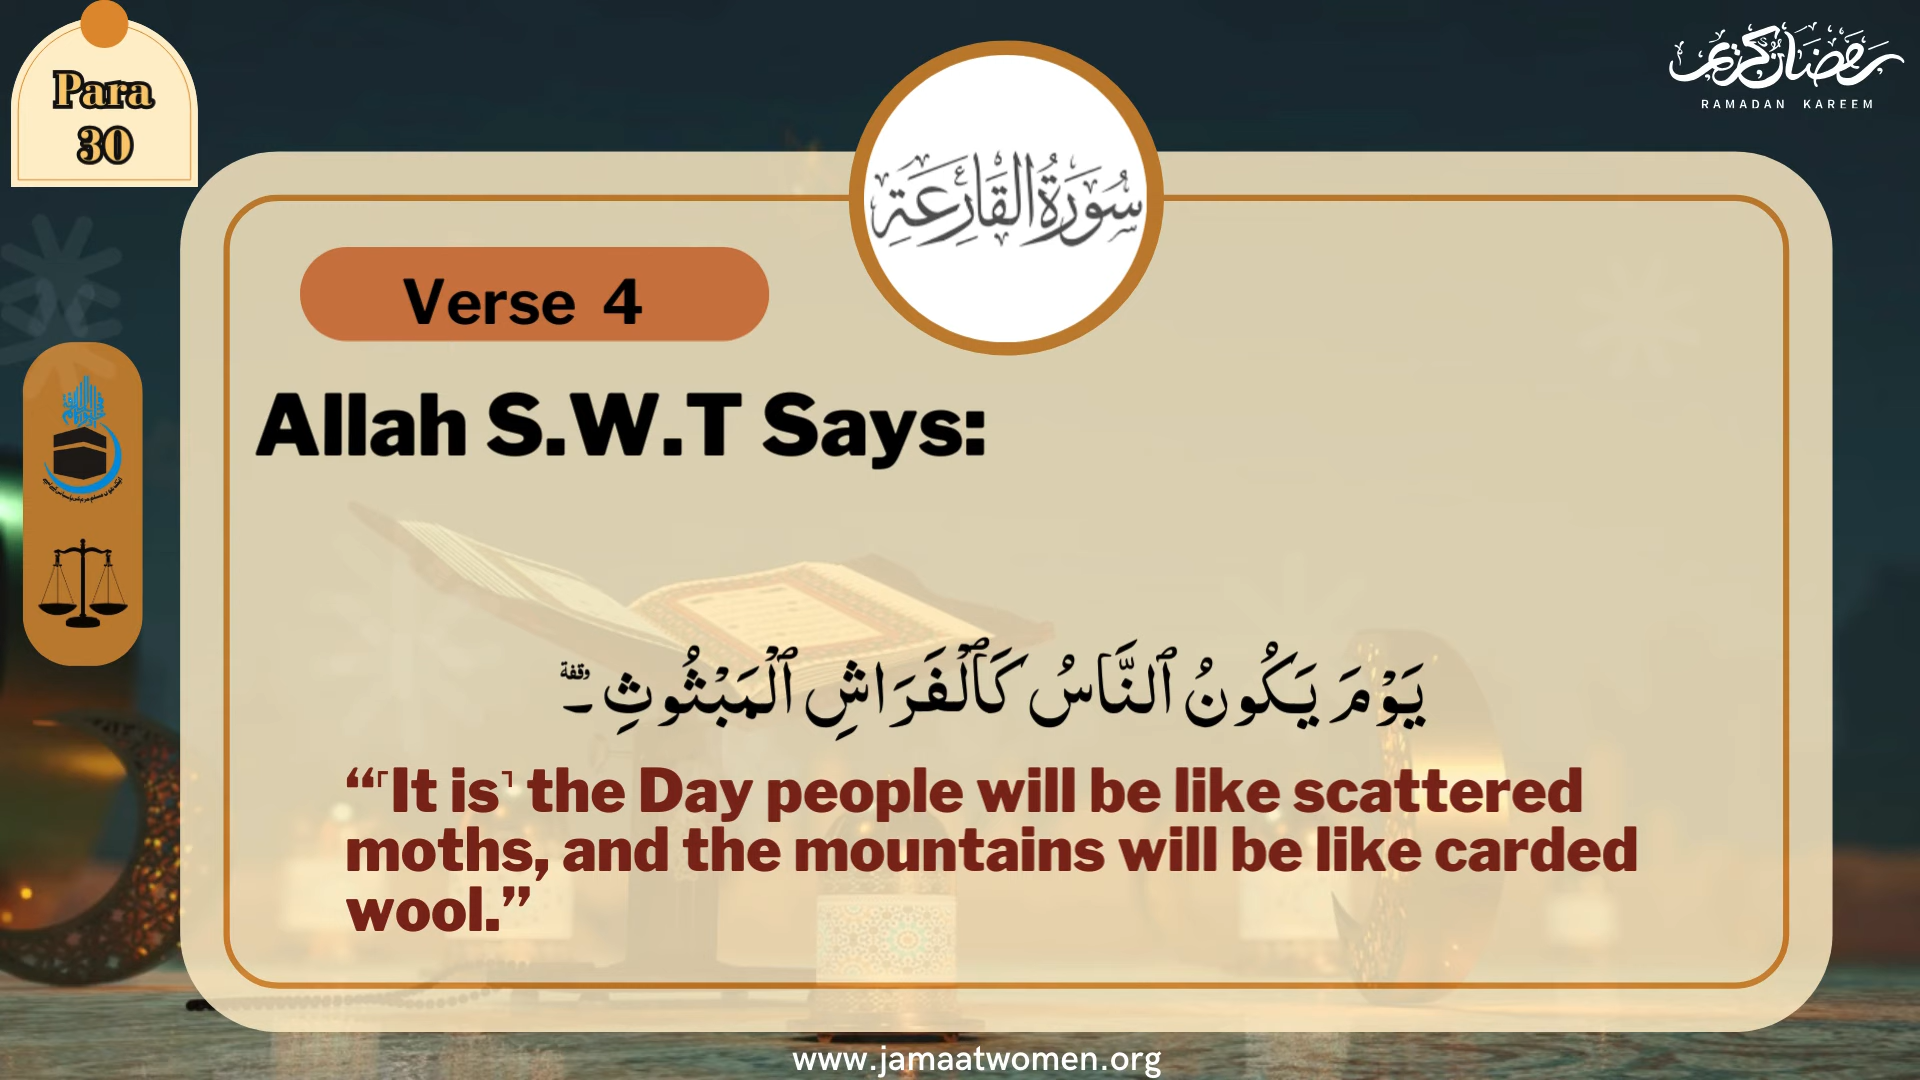 Para
30
رمضان كريم
RAMADAN KAREEM
سُورَةُ القَارِعَةِ
Verse 4
Allah S.W.T Says:
يَوْمَ يَكُونُ ٱلنَّاسُ كَٱلْفَرَاشِ ٱلْمَبْثُوثِ ـ وقفة
“⸢It is⸣ the Day people will be like scattered
moths, and the mountains will be like carded
wool.”
www.jamaatwomen.org